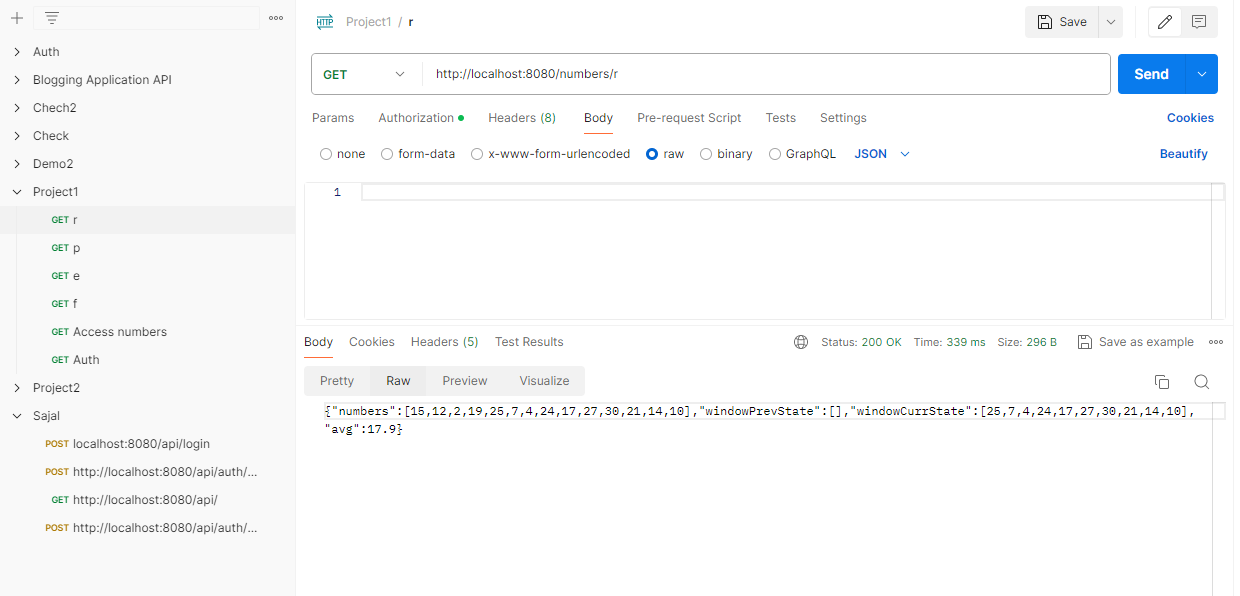 Auth
Blogging Application API
Chech2
Check
Demo2
Project1
GET r
GET p
GET e
GET f
GET Access numbers
GET Auth
Project2
Sajal
POST localhost:8080/api/login
POST http://localhost:8080/api/auth/...
GET http://localhost:8080/api/
POST http://localhost:8080/api/auth/...
HTTP Project1 / r
Save
GET http://localhost:8080/numbers/r
Send
Params Authorization Headers (8) Body Pre-request Script Tests Settings Cookies
none form-data x-www-form-urlencoded raw binary GraphQL JSON Beautify
1
Body Cookies Headers (5) Test Results Status: 200 OK Time: 339 ms Size: 296 B Save as example
Pretty Raw Preview Visualize
{"numbers":[15,12,2,19,25,7,4,24,17,27,30,21,14,10],"windowPrevState":[],"windowCurrState":[25,7,4,24,17,27,30,21,14,10],
"avg":17.9}